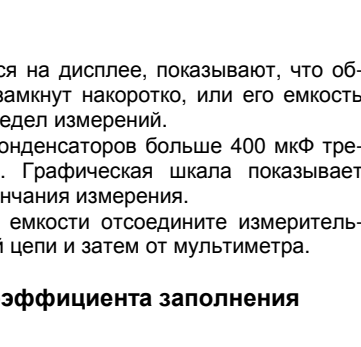 ся на дисплее, показывают, что об-
замкнут накоротко, или его емкость
едел измерений.
онденсаторов больше 400 мкФ тре-
. Графическая шкала показывает
нчания измерения.
емкости отсоедините измеритель-
й цепи и затем от мультиметра.
эффициента заполнения